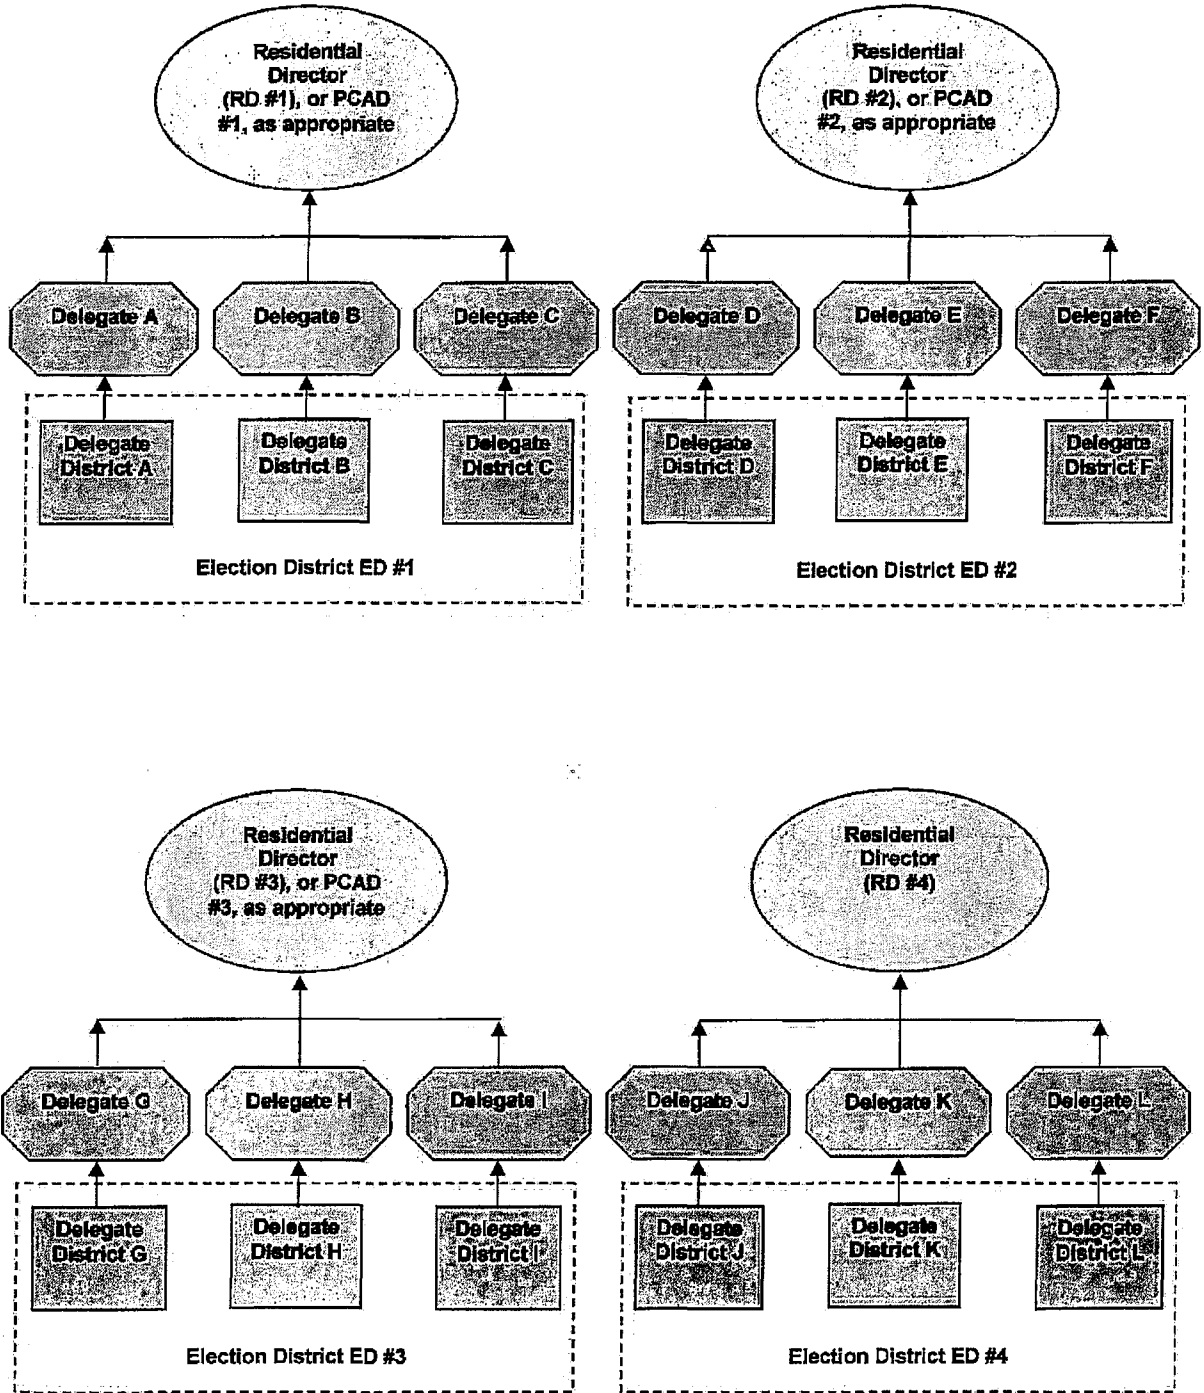 Residential
Director
(RD #1), or PCAD
#1, as appropriate
Residential
Director
(RD #2), or PCAD
#2, as appropriate
Delegate A
Delegate B
Delegate C
Delegate D
Delegate E
Delegate F
Delegate
District A
Delegate
District B
Delegate
District C
Delegate
District D
Delegate
District E
Delegate
District F
Election District ED #1
Election District ED #2
Residential
Director
(RD #3), or PCAD
#3, as appropriate
Residential
Director
(RD #4)
Delegate G
Delegate H
Delegate I
Delegate J
Delegate K
Delegate L
Delegate
District G
Delegate
District H
Delegate
District I
Delegate
District J
Delegate
District K
Delegate
District L
Election District ED #3
Election District ED #4